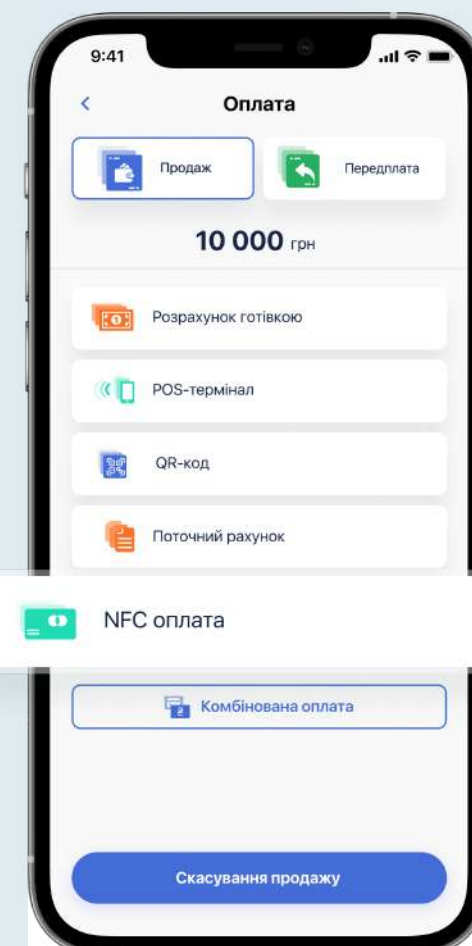 9:41
Оплата
Продаж
Передплата
10 000 грн
Розрахунок готівкою
POS-термінал
QR-код
Поточний рахунок
NFC оплата
Комбінована оплата
Скасування продажу